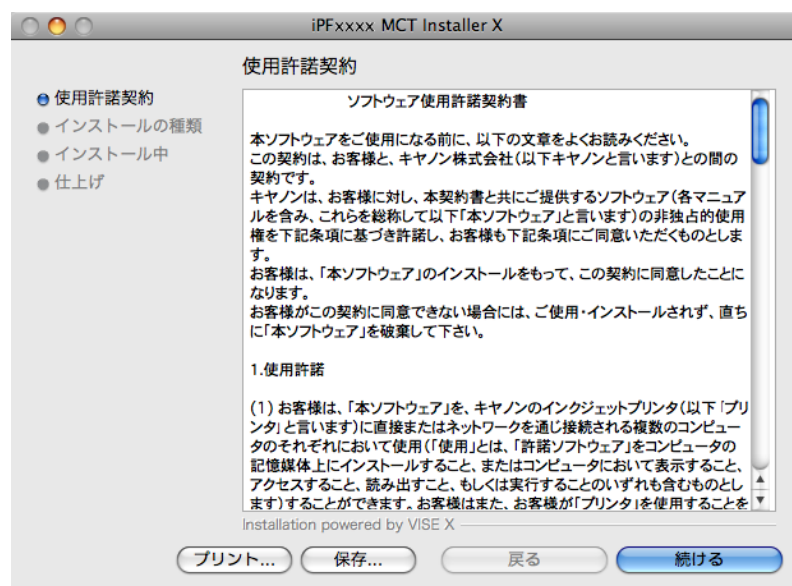 iPFxxxx MCT Installer X
使用許諾契約
使用許諾契約
インストールの種類
インストール中
仕上げ
ソフトウェア使用許諾契約書
本ソフトウェアをご使用になる前に、以下の文章をよくお読みください。
この契約は、お客様と、キヤノン株式会社(以下キヤノンと言います)との間の
契約です。
キヤノンは、お客様に対し、本契約書と共にご提供するソフトウェア(各マニュア
ルを含み、これらを総称して以下「本ソフトウェア」と言います)の非独占的使用
権を下記条項に基づき許諾し、お客様も下記条項にご同意いただくものとしま
す。
お客様は、「本ソフトウェア」のインストールをもって、この契約に同意したことに
なります。
お客様がこの契約に同意できない場合には、ご使用・インストールされず、直ち
に「本ソフトウェア」を破棄して下さい。
1.使用許諾
(1) お客様は、「本ソフトウェア」を、キヤノンのインクジェットプリンタ(以下「プリ
ンタ」と言います)に直接またはネットワークを通じ接続される複数のコンピュー
タのそれぞれにおいて使用(「使用」とは、「許諾ソフトウェア」をコンピュータの
記憶媒体上にインストールすること、またはコンピュータにおいて表示すること、
アクセスすること、読み出すこと、もしくは実行することのいずれも含むものとし
ます)することができます。お客様はまた、お客様が「プリンタ」を使用することを
Installation powered by VISE X
プリント...
保存...
戻る
続ける